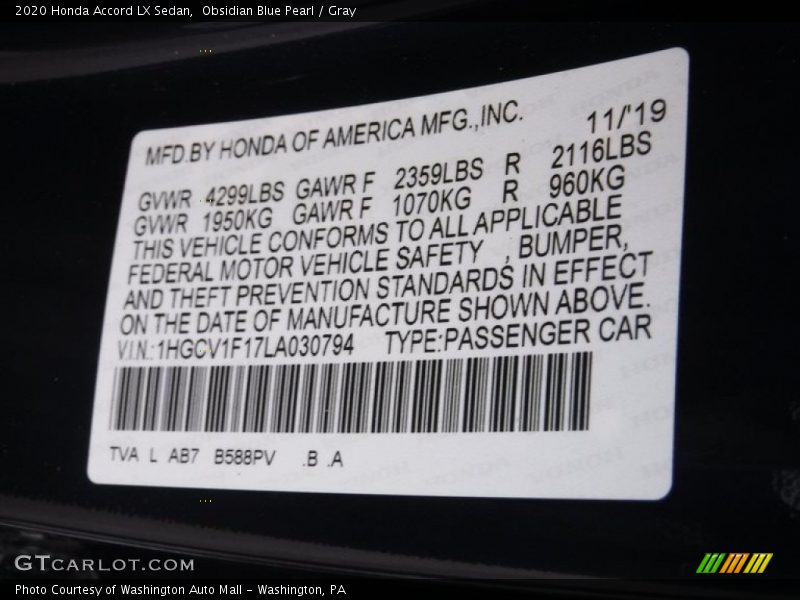 2020 Honda Accord LX Sedan,  Obsidian Blue Pearl / Gray
MFD.BY HONDA OF AMERICA MFG.,INC. 11/'19
GVWR 4299LBS GAWR F 2359LBS R 2116LBS
GVWR 1950KG GAWR F 1070KG R 960KG
THIS VEHICLE CONFORMS TO ALL APPLICABLE
FEDERAL MOTOR VEHICLE SAFETY , BUMPER,
AND THEFT PREVENTION STANDARDS IN EFFECT
ON THE DATE OF MANUFACTURE SHOWN ABOVE.
V.I.N.:1HGCV1F17LA030794 TYPE:PASSENGER CAR
TVA L AB7 B588PV .B .A
GTCARLOT.COM
Photo Courtesy of Washington Auto Mall – Washington, PA